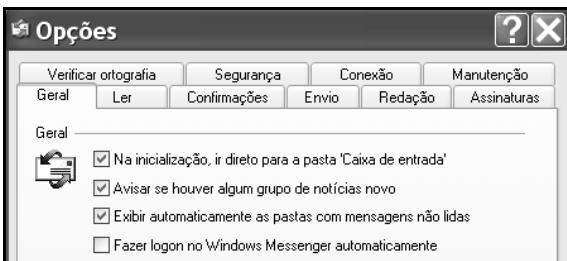 Opções
Verificar ortografia Segurança Conexão Manutenção
Geral Ler Confirmações Envio Redação Assinaturas
Geral
Na inicialização, ir direto para a pasta 'Caixa de entrada'
Avisar se houver algum grupo de notícias novo
Exibir automaticamente as pastas com mensagens não lidas
Fazer logon no Windows Messenger automaticamente